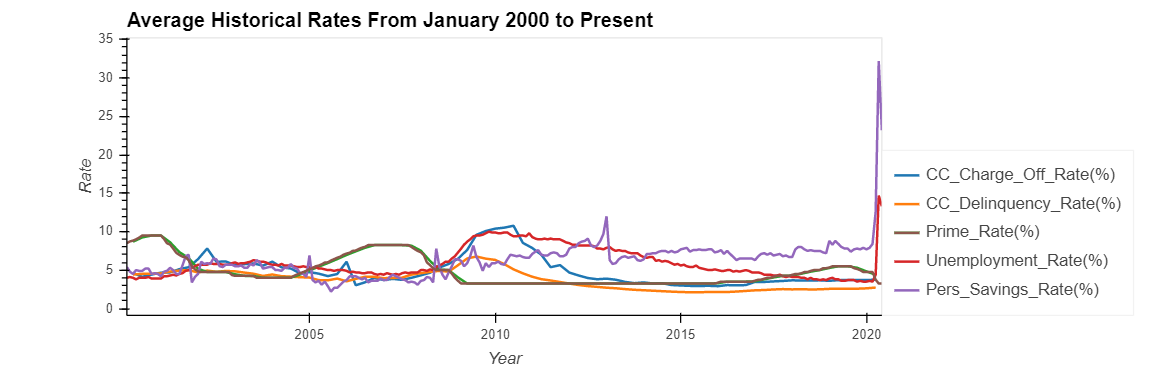 Average Historical Rates From January 2000 to Present
35
30
25
20
15
10
5
0
Rate
2005
2010
2015
2020
Year
CC_Charge_Off_Rate(%)
CC_Delinquency_Rate(%)
Prime_Rate(%)
Unemployment_Rate(%)
Pers_Savings_Rate(%)